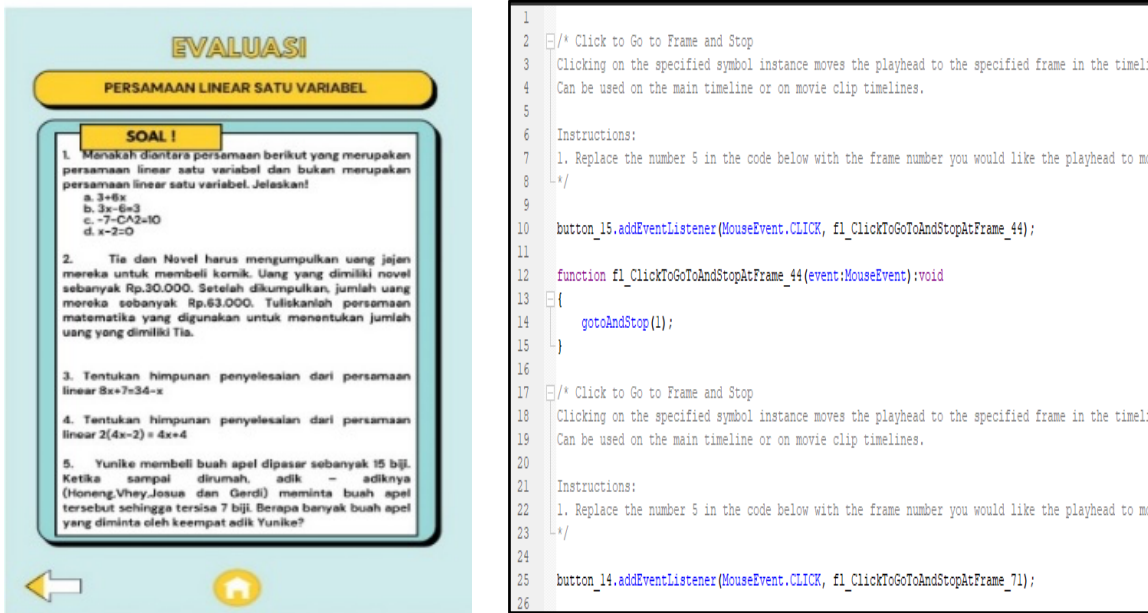 EVALUASI
PERSAMAAN LINEAR SATU VARIABEL
SOAL !
1. Manakah diantara persamaan berikut yang merupakan
persamaan linear satu variabel dan bukan merupakan
persamaan linear satu variabel. Jelaskan!
a. 3+6x
b. 3x-6=3
c. -7-C^2=10
d. x-2=0
2. Tia dan Novel harus mengumpulkan uang jajan
mereka untuk membeli komik. Uang yang dimiliki novel
sebanyak Rp.30.000. Setelah dikumpulkan, jumlah uang
mereka sebanyak Rp.63.000. Tuliskanlah persamaan
matematika yang digunakan untuk menentukan jumlah
uang yang dimiliki Tia.
3. Tentukan himpunan penyelesaian dari persamaan
linear 8x+7=34-x
4. Tentukan himpunan penyelesaian dari persamaan
linear 2(4x-2) = 4x+4
5. Yunike membeli buah apel dipasar sebanyak 15 biji.
Ketika sampai dirumah, adik – adiknya
(Honeng,Vhey,Josua dan Gerdi) meminta buah apel
tersebut sehingga tersisa 7 biji. Berapa banyak buah apel
yang diminta oleh keempat adik Yunike?
1
2 /* Click to Go to Frame and Stop
3 Clicking on the specified symbol instance moves the playhead to the specified frame in the timeli
4 Can be used on the main timeline or on movie clip timelines.
5
6 Instructions:
7 1. Replace the number 5 in the code below with the frame number you would like the playhead to mo
8 */
9
10 button_15.addEventListener(MouseEvent.CLICK, fl_ClickToGoToAndStopAtFrame_44);
11
12 function fl_ClickToGoToAndStopAtFrame_44(event:MouseEvent):void
13 {
14 gotoAndStop(1);
15 }
16
17 /* Click to Go to Frame and Stop
18 Clicking on the specified symbol instance moves the playhead to the specified frame in the timeli
19 Can be used on the main timeline or on movie clip timelines.
20
21 Instructions:
22 1. Replace the number 5 in the code below with the frame number you would like the playhead to mo
23 */
24
25 button_14.addEventListener(MouseEvent.CLICK, fl_ClickToGoToAndStopAtFrame_71);
26